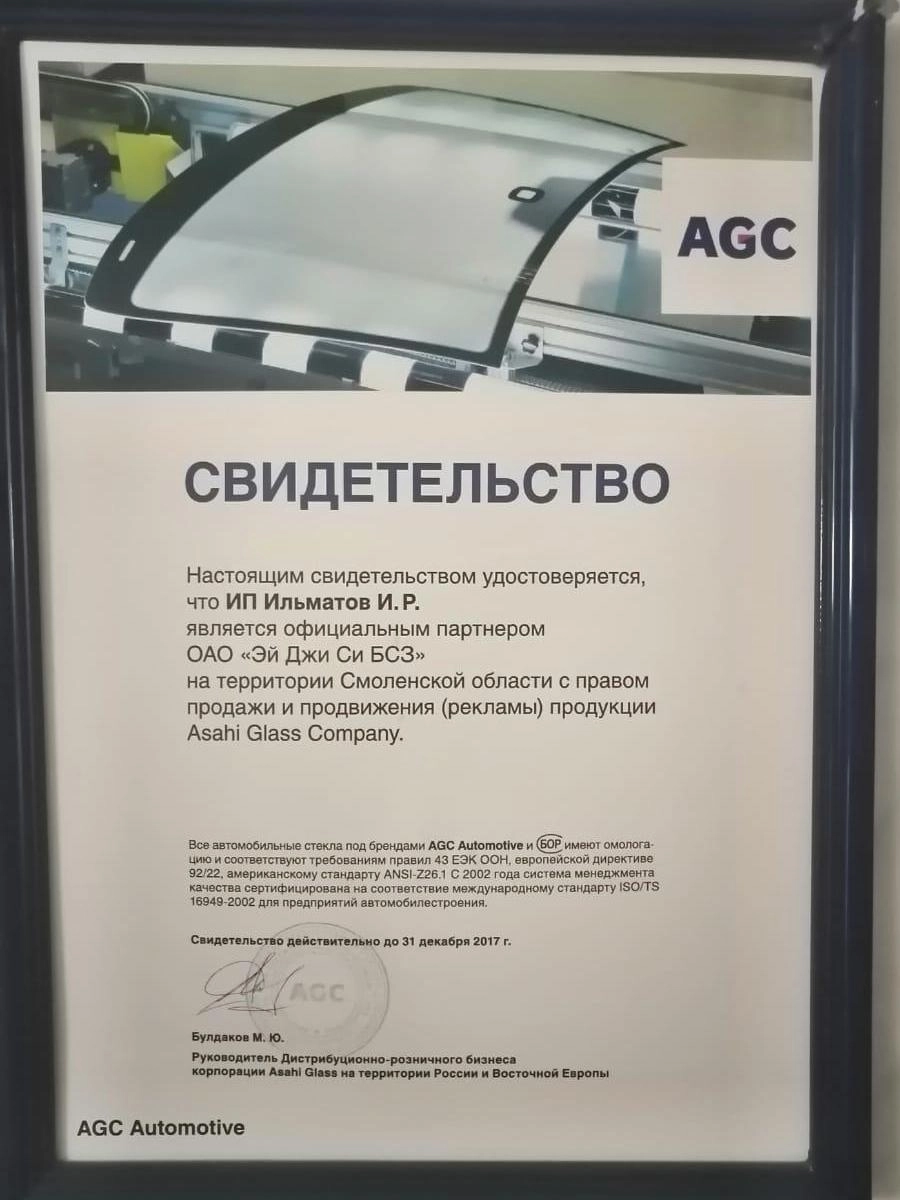 AGC
СВИДЕТЕЛЬСТВО
Настоящим свидетельством удостоверяется,
что ИП Ильматов И.Р.
является официальным партнером
ОАО «Эй Джи Си БСЗ»
на территории Смоленской области с правом
продажи и продвижения (рекламы) продукции
Asahi Glass Company.
Все автомобильные стекла под брендами AGC Automotive и БОР имеют омолога-
цию и соответствуют требованиям правил 43 ЕЭК ООН, европейской директиве
92/22, американскому стандарту ANSI-Z26.1 С 2002 года система менеджмента
качества сертифицирована на соответствие международному стандарту ISO/TS
16949-2002 для предприятий автомобилестроения.
Свидетельство действительно до 31 декабря 2017 г.
AGC
Булдаков М. Ю.
Руководитель Дистрибуционно-розничного бизнеса
корпорации Asahi Glass на территории России и Восточной Европы
AGC Automotive